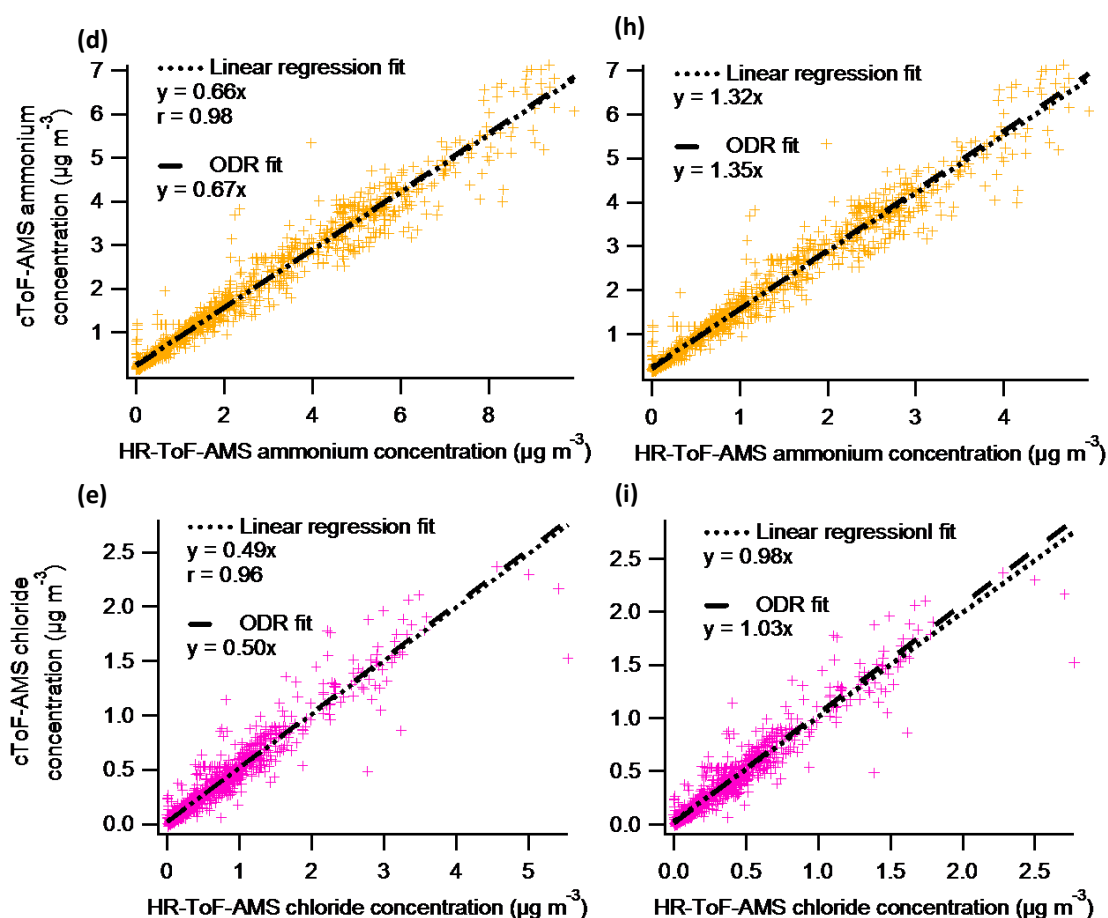 (d)
Linear regression fit
y = 0.66x
r = 0.98
ODR fit
y = 0.67x
7
6
5
4
3
2
1
cToF-AMS ammonium
concentration (µg m⁻³)
0 2 4 6 8
HR-ToF-AMS ammonium concentration (µg m⁻³)
(h)
Linear regression fit
y = 1.32x
ODR fit
y = 1.35x
7
6
5
4
3
2
1
0 1 2 3 4
HR-ToF-AMS ammonium concentration (µg m⁻³)
(e)
Linear regression fit
y = 0.49x
r = 0.96
ODR fit
y = 0.50x
2.5
2.0
1.5
1.0
0.5
0.0
cToF-AMS chloride
concentration (µg m⁻³)
0 1 2 3 4 5
HR-ToF-AMS chloride concentration (µg m⁻³)
(i)
Linear regressionl fit
y = 0.98x
ODR fit
y = 1.03x
2.5
2.0
1.5
1.0
0.5
0.0
0.0 0.5 1.0 1.5 2.0 2.5
HR-ToF-AMS chloride concentration (µg m⁻³)